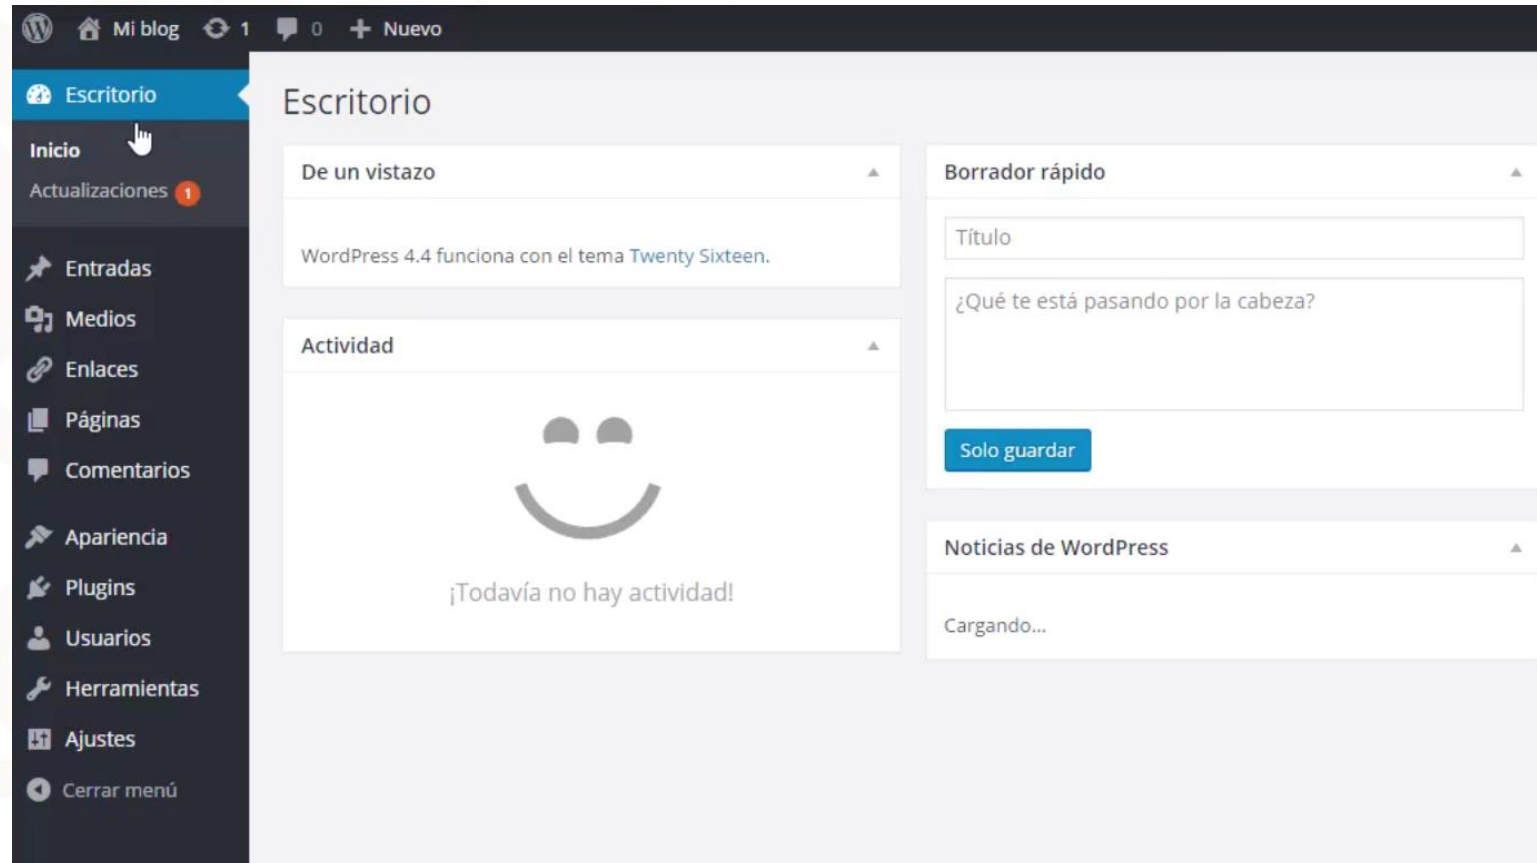 Mi blog 1 0 + Nuevo
Escritorio
Inicio
Actualizaciones 1
Entradas
Medios
Enlaces
Páginas
Comentarios
Apariencia
Plugins
Usuarios
Herramientas
Ajustes
Cerrar menú
Escritorio
De un vistazo
WordPress 4.4 funciona con el tema Twenty Sixteen.
Actividad
¡Todavía no hay actividad!
Borrador rápido
Título
¿Qué te está pasando por la cabeza?
Solo guardar
Noticias de WordPress
Cargando...